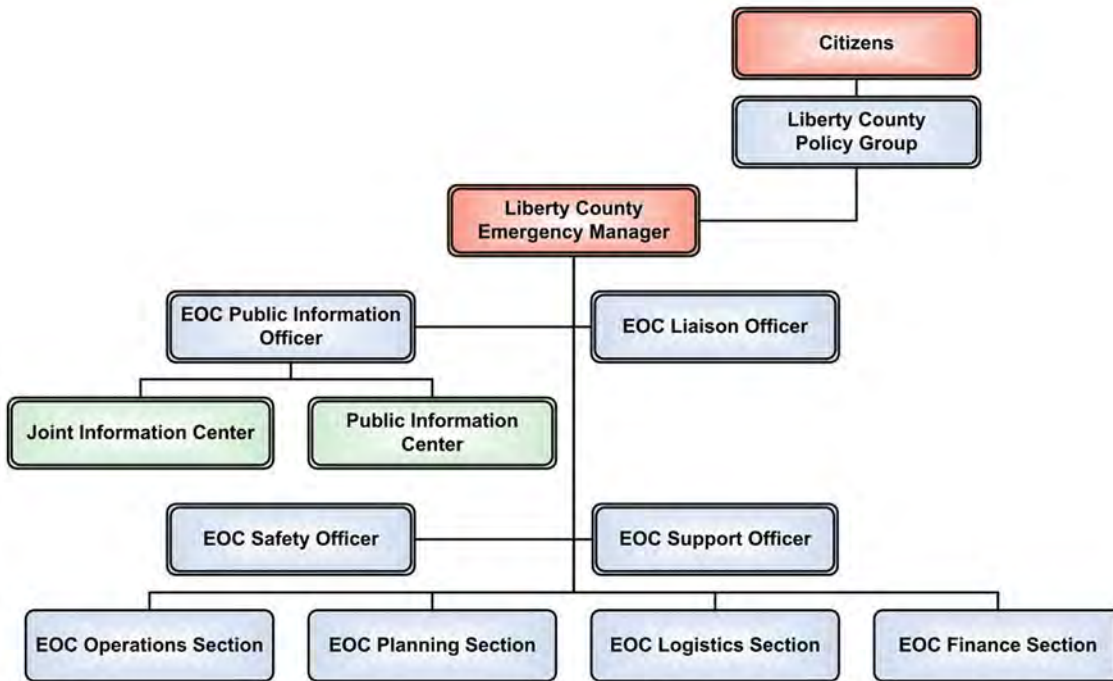 Citizens
Liberty County
Policy Group
Liberty County
Emergency Manager
EOC Public Information
Officer
EOC Liaison Officer
Joint Information Center
Public Information
Center
EOC Safety Officer
EOC Support Officer
EOC Operations Section
EOC Planning Section
EOC Logistics Section
EOC Finance Section